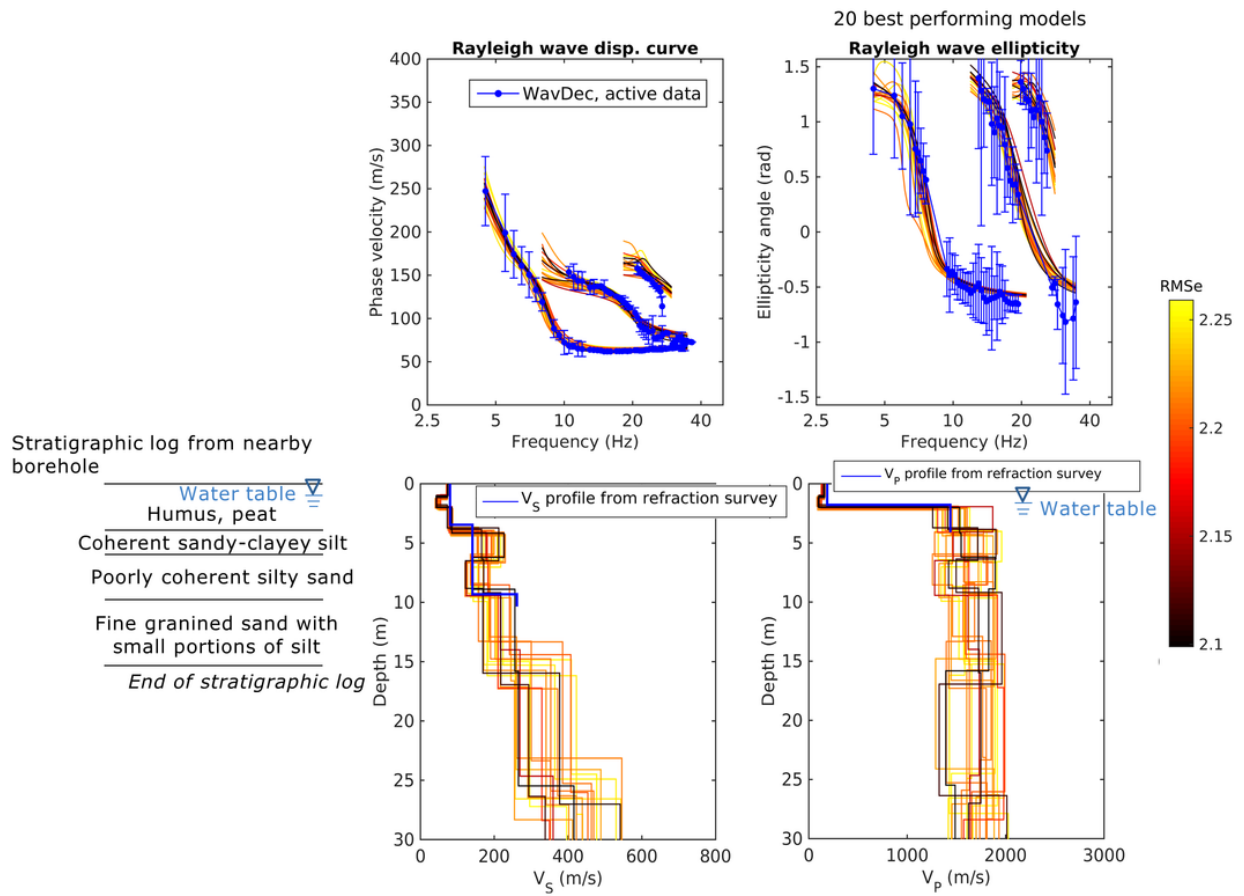 20 best performing models
Rayleigh wave disp. curve
WavDec, active data
400
350
300
250
200
150
100
50
0
Phase velocity (m/s)
2.5 5 10 20 40
Frequency (Hz)
Rayleigh wave ellipticity
1.5
1
0.5
0
-0.5
-1
-1.5
Ellipticity angle (rad)
2.5 5 10 20 40
Frequency (Hz)
RMSe
2.25
2.2
2.15
2.1
Stratigraphic log from nearby
borehole
Water table
Humus, peat
Coherent sandy-clayey silt
Poorly coherent silty sand
Fine granined sand with
small portions of silt
End of stratigraphic log
VS profile from refraction survey
0
5
10
15
20
25
30
Depth (m)
0 200 400 600 800
VS (m/s)
VP profile from refraction survey
Water table
0
5
10
15
20
25
30
Depth (m)
0 1000 2000 3000
VP (m/s)